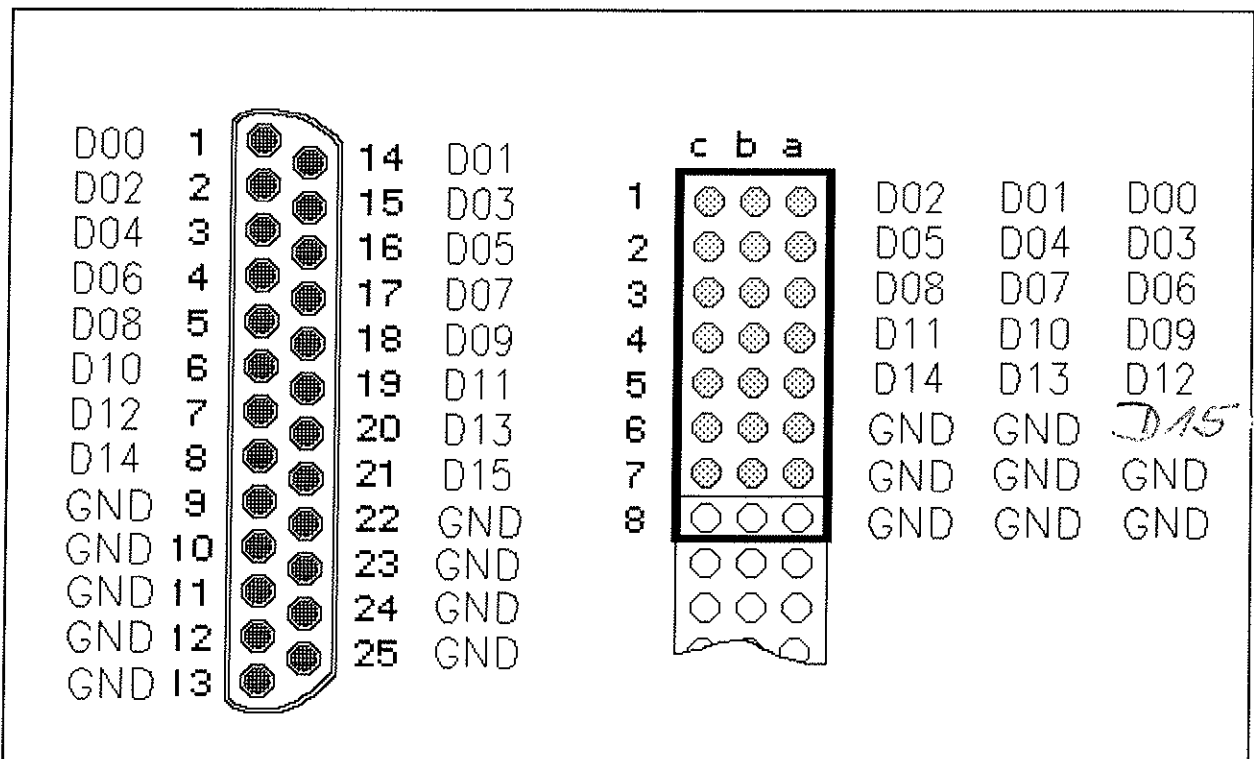 D00 1
14 D01
D02 2
15 D03
D04 3
16 D05
D06 4
17 D07
D08 5
18 D09
D10 6
19 D11
D12 7
20 D13
D14 8
21 D15
GND 9
22 GND
GND 10
23 GND
GND 11
24 GND
GND 12
25 GND
GND 13
c b a
1 D02 D01 D00
2 D05 D04 D03
3 D08 D07 D06
4 D11 D10 D09
5 D14 D13 D12
6 GND GND D15
7 GND GND GND
8 GND GND GND